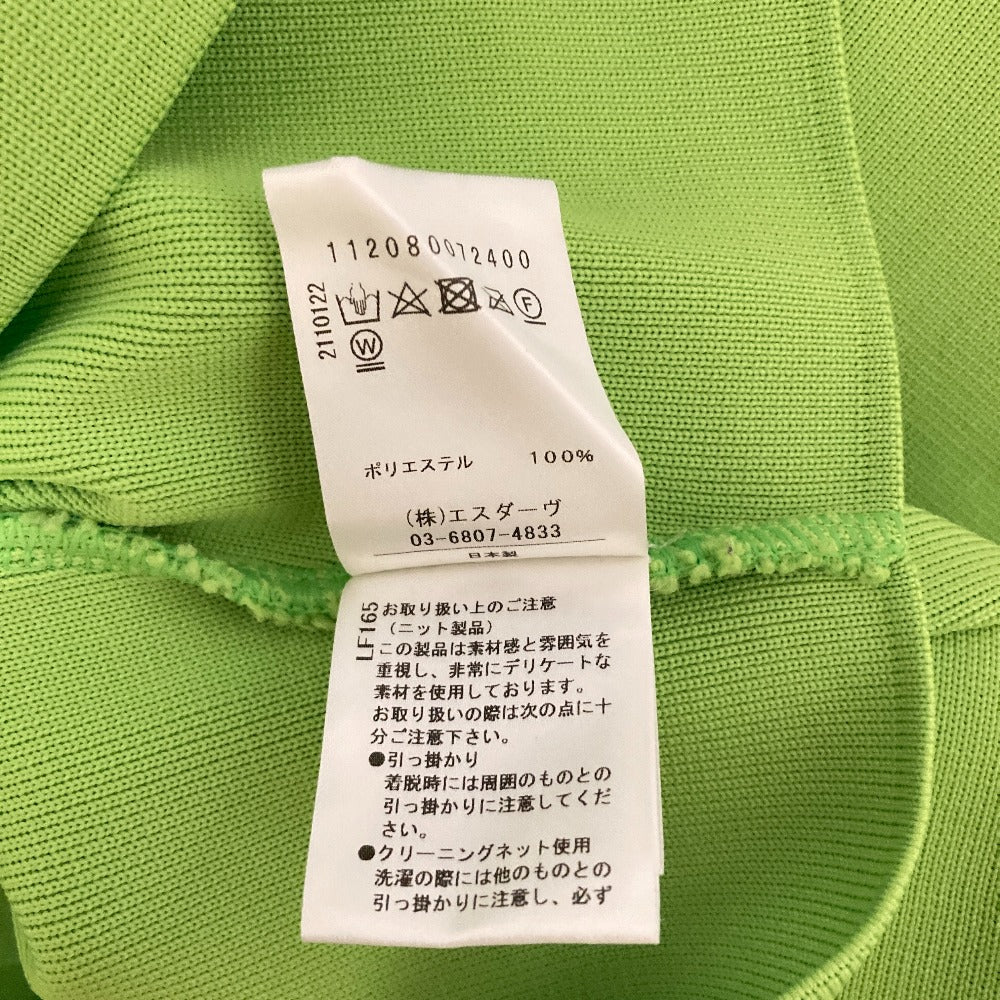 112080072400
2110122
F
W
ポリエステル 100%
(株)エスダーヴ
03-6807-4833
日本製
LF165
お取り扱い上のご注意
(ニット製品)
この製品は素材感と雰囲気を
重視し、非常にデリケートな
素材を使用しております。
お取り扱いの際は次の点に十
分ご注意下さい。
●引っ掛かり
着脱時には周囲のものとの
引っ掛かりに注意してくだ
さい。
●クリーニングネット使用
洗濯の際には他のものとの
引っ掛かりに注意し、必ず